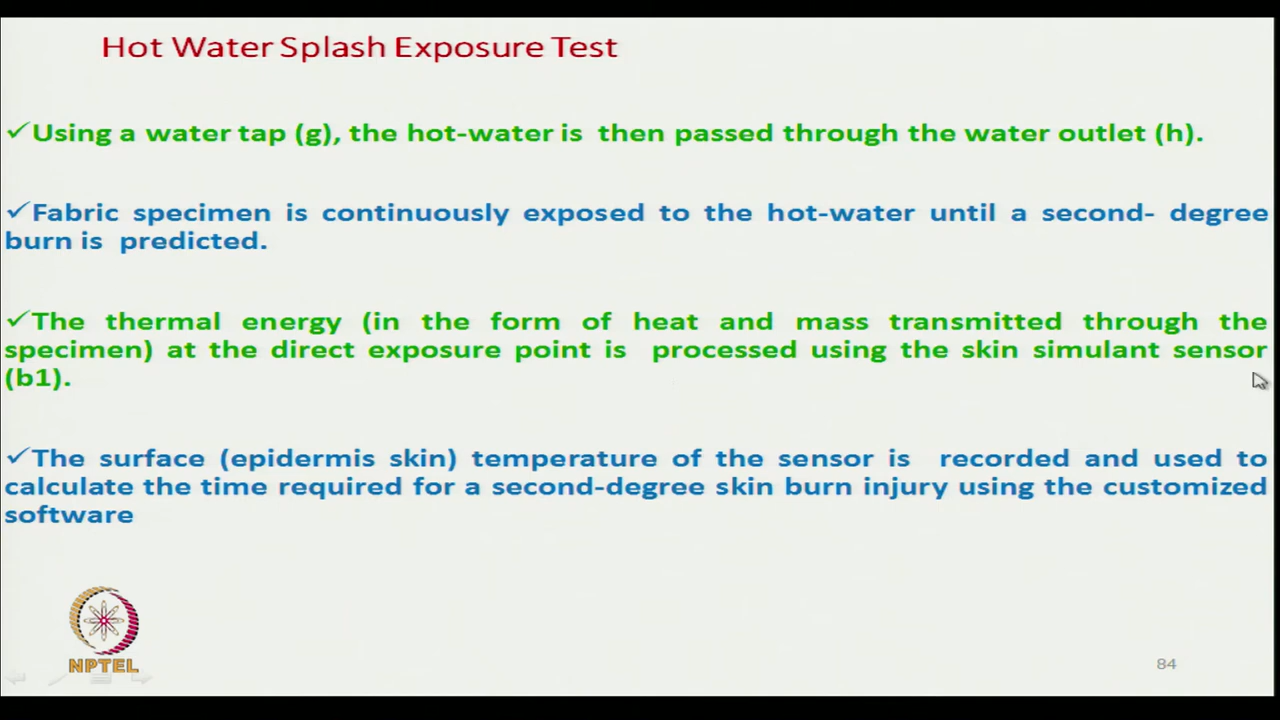 Hot Water Splash Exposure Test
✓Using a water tap (g), the hot-water is then passed through the water outlet (h).
✓Fabric specimen is continuously exposed to the hot-water until a second- degree
burn is predicted.
✓The thermal energy (in the form of heat and mass transmitted through the
specimen) at the direct exposure point is processed using the skin simulant sensor
(b1).
✓The surface (epidermis skin) temperature of the sensor is recorded and used to
calculate the time required for a second-degree skin burn injury using the customized
software
NPTEL
84